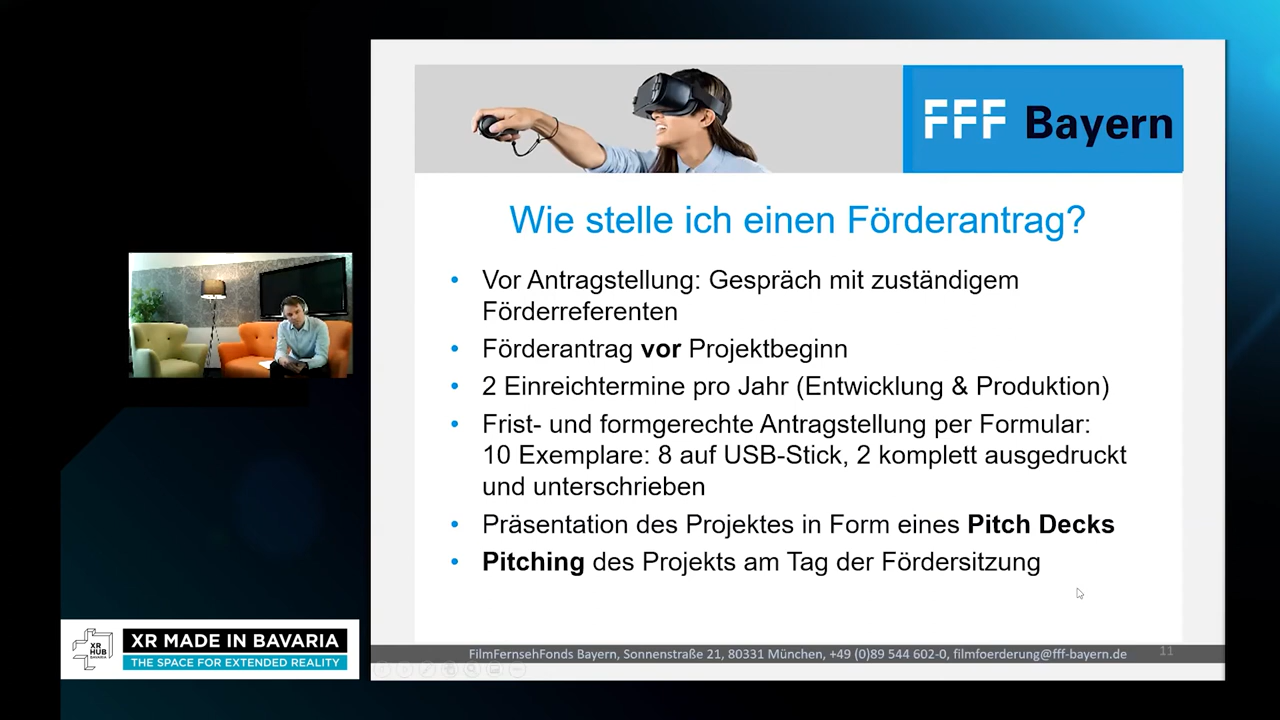 FFF Bayern
Wie stelle ich einen Förderantrag?
• Vor Antragstellung: Gespräch mit zuständigem
Förderreferenten
• Förderantrag vor Projektbeginn
• 2 Einreichtermine pro Jahr (Entwicklung & Produktion)
• Frist- und formgerechte Antragstellung per Formular:
10 Exemplare: 8 auf USB-Stick, 2 komplett ausgedruckt
und unterschrieben
• Präsentation des Projektes in Form eines Pitch Decks
• Pitching des Projekts am Tag der Fördersitzung
FilmFernsehFonds Bayern, Sonnenstraße 21, 80331 München, +49 (0)89 544 602-0, filmfoerderung@fff-bayern.de
11
XR
HUB
BAVARIA
XR MADE IN BAVARIA
THE SPACE FOR EXTENDED REALITY